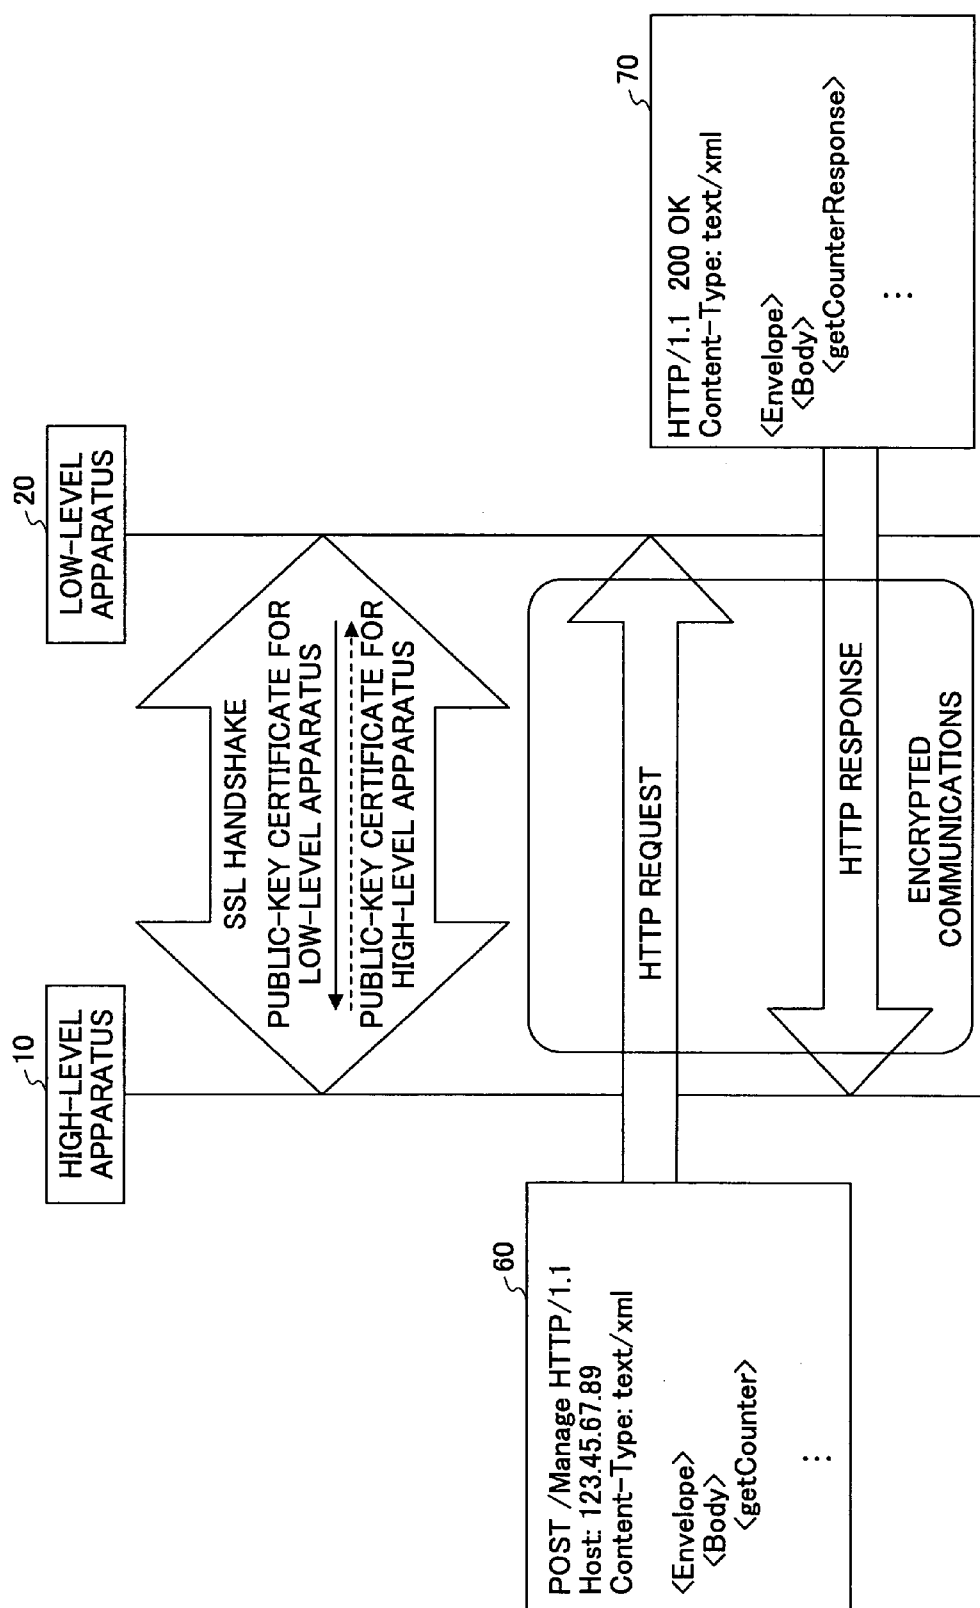 10
HIGH-LEVEL
APPARATUS
20
LOW-LEVEL
APPARATUS
SSL HANDSHAKE
PUBLIC-KEY CERTIFICATE FOR
LOW-LEVEL APPARATUS
PUBLIC-KEY CERTIFICATE FOR
HIGH-LEVEL APPARATUS
60
POST /Manage HTTP/1.1
Host: 123.45.67.89
Content-Type: text/xml
<Envelope>
<Body>
<getCounter>
⋮
HTTP REQUEST
70
HTTP/1.1 200 OK
Content-Type: text/xml
<Envelope>
<Body>
<getCounterResponse>
⋮
HTTP RESPONSE
ENCRYPTED
COMMUNICATIONS